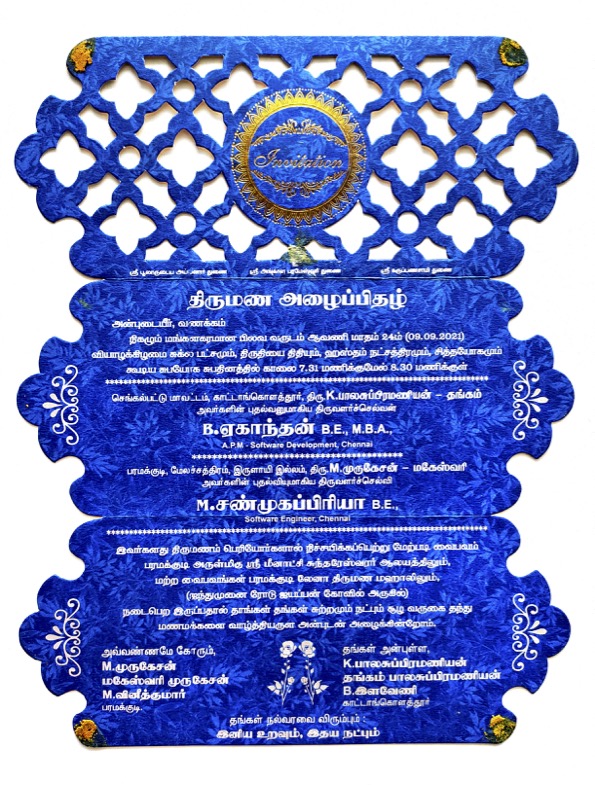 Invitation
ஸ்ரீ பூரணகுடைய அய்யனார் துணை ஸ்ரீ அங்காள பரமேஸ்வரி துணை ஸ்ரீ கருப்பணசாமி துணை
திருமண அழைப்பிதழ்
அன்புடையீர், வணக்கம்
நிகழும் மங்களகரமான பிலவ வருடம் ஆவணி மாதம் 24ம் (09.09.2021)
வியாழக்கிழமை சுக்ல பட்சமும், திருதியை திதியும், ஹஸ்தம் நட்சத்திரமும், சித்தயோகமும்
கூடிய சுபயோக சுபதினத்தில் காலை 7.31 மணிக்குமேல் 8.30 மணிக்குள்
செங்கல்பட்டு மாவட்டம், காட்டாங்கொளத்தூர், திரு.K.பாலசுப்பிரமணியன் – தங்கம்
அவர்களின் புதல்வனுமாகிய திருவளர்ச்செல்வன்
B.ஏகாந்தன் B.E., M.B.A.,
A.P.M - Software Development, Chennai
பரமக்குடி, மேலச்சத்திரம், இருளாயி இல்லம், திரு.M.முருகேசன் – மகேஸ்வரி
அவர்களின் புதல்வியுமாகிய திருவளர்ச்செல்வி
M.சண்முகப்பிரியா B.E.,
Software Engineer, Chennai
இவர்களது திருமணம் பெரியோர்களால் நிச்சயிக்கப்பெற்று மேற்படி வைபவம்
பரமக்குடி அருள்மிகு ஸ்ரீ மீனாட்சி சுந்தரேஸ்வரர் ஆலயத்திலும்,
மற்ற வைபவங்கள் பரமக்குடி லேனா திருமண மஹாலிலும்,
(ஐந்துமுனை ரோடு ஐயப்பன் கோவில் அருகில்)
நடைபெற இருப்பதால் தாங்கள் தங்கள் சுற்றமும் நட்பும் சூழ வருகை தந்து
மணமக்களை வாழ்த்தியருள அன்புடன் அழைக்கின்றோம்.
அவ்வண்ணமே கோரும்,
M.முருகேசன்
மகேஸ்வரி முருகேசன்
M.வினீத்குமார்
பரமக்குடி.
தங்கள் அன்புள்ள,
K.பாலசுப்பிரமணியன்
தங்கம் பாலசுப்பிரமணியன்
B.இளவேணி
காட்டாங்கொளத்தூர்
தங்கள் நல்வரவை விரும்பும் :
இனிய உறவும், இதய நட்பும்